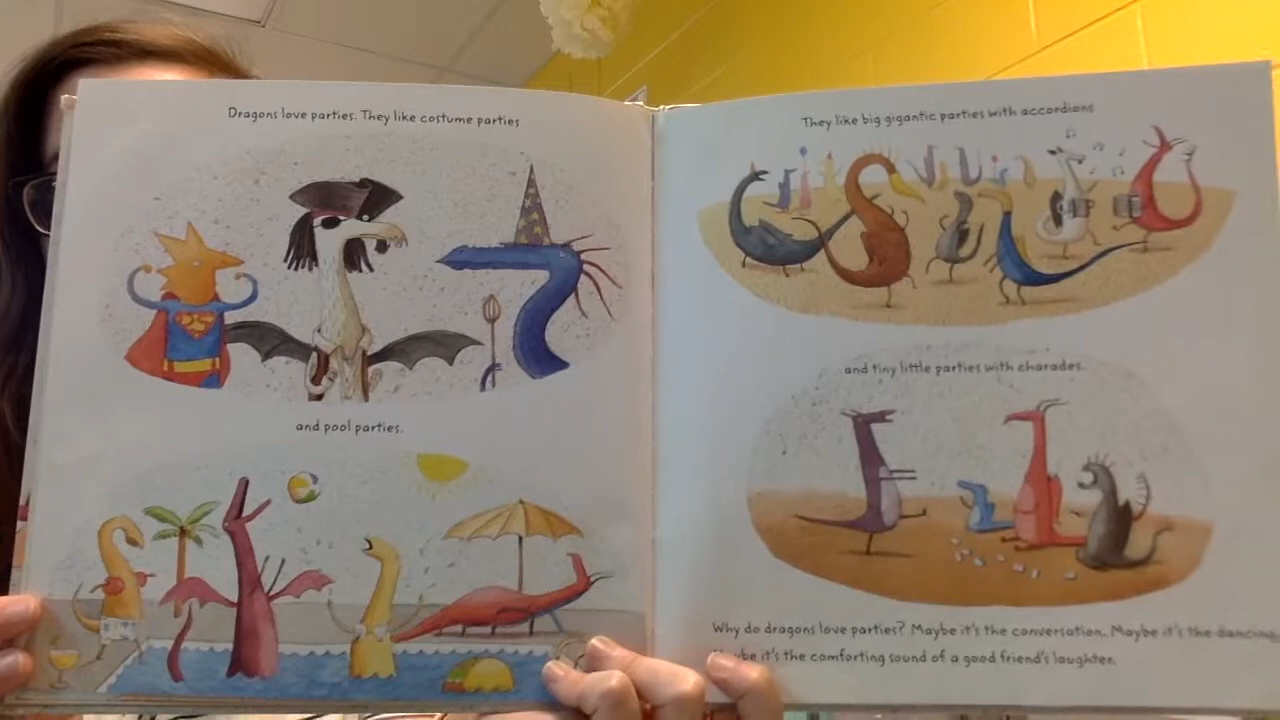 Dragons love parties. They like costume parties
and pool parties.
They like big gigantic parties with accordions
and tiny little parties with charades.
Why do dragons love parties? Maybe it's the conversation. Maybe it's the dancing.
it's the comforting sound of a good friend's laughter.